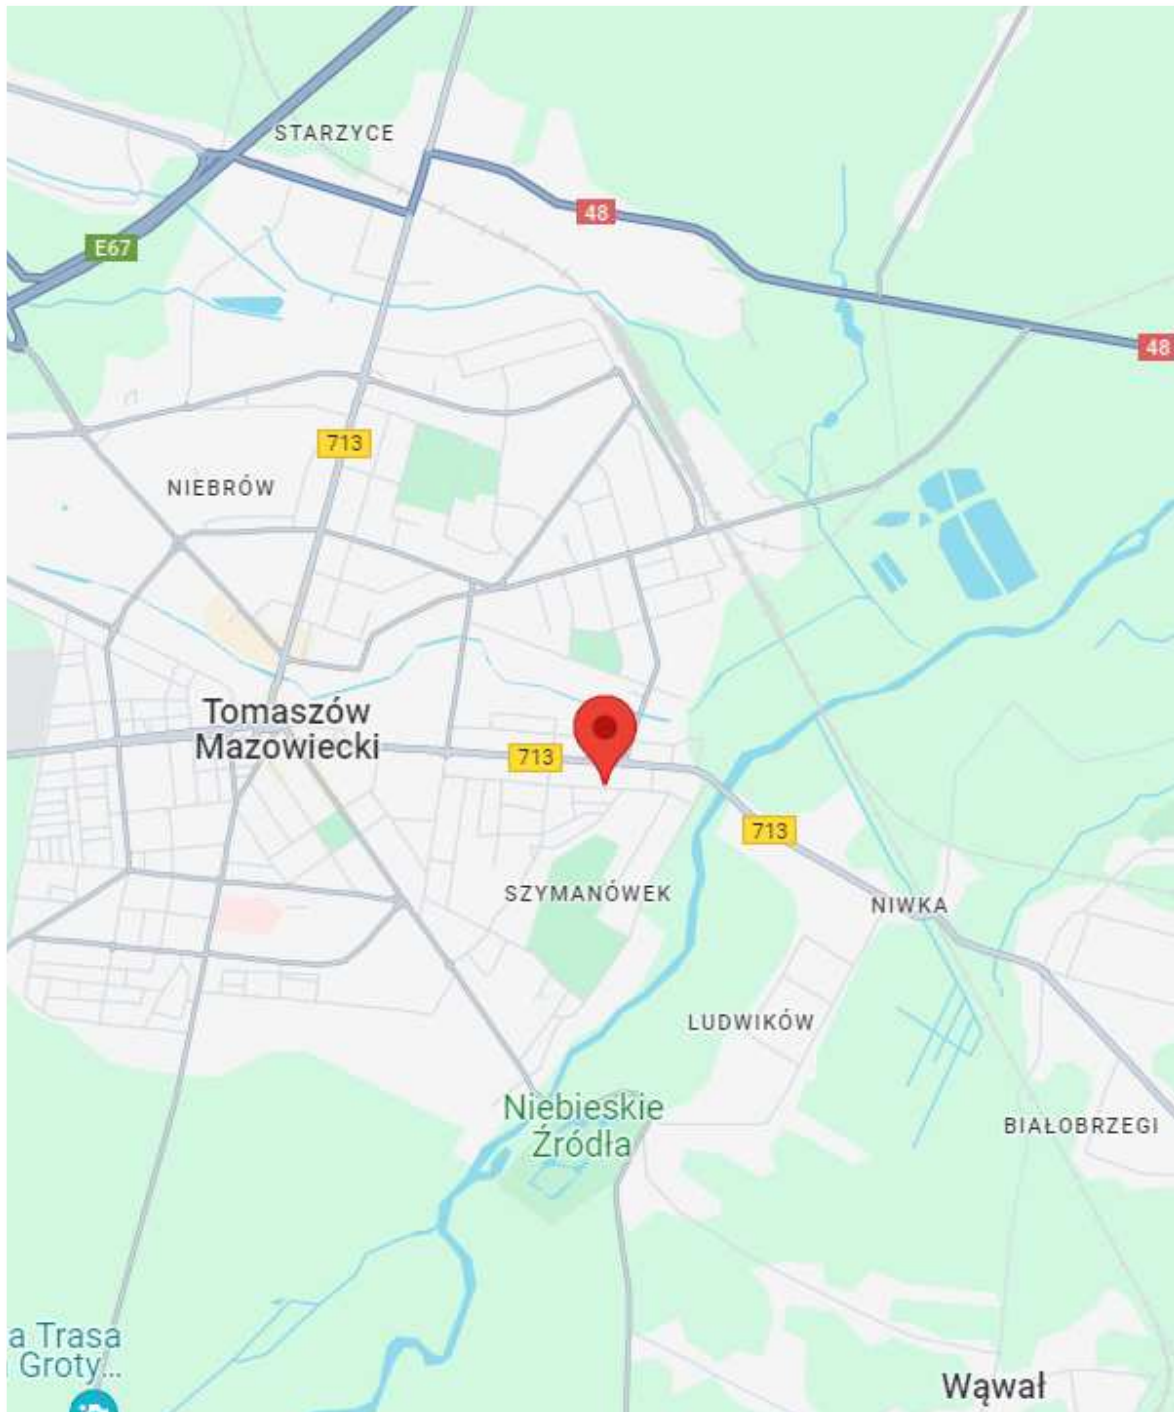 STARZYCE
48
E67
48
713
NIEBRÓW
Tomaszów
Mazowiecki
713
713
SZYMANÓWEK
NIWKA
LUDWIKÓW
Niebieskie
Źródła
BIAŁOBRZEGI
a Trasa
Groty...
Wąwał